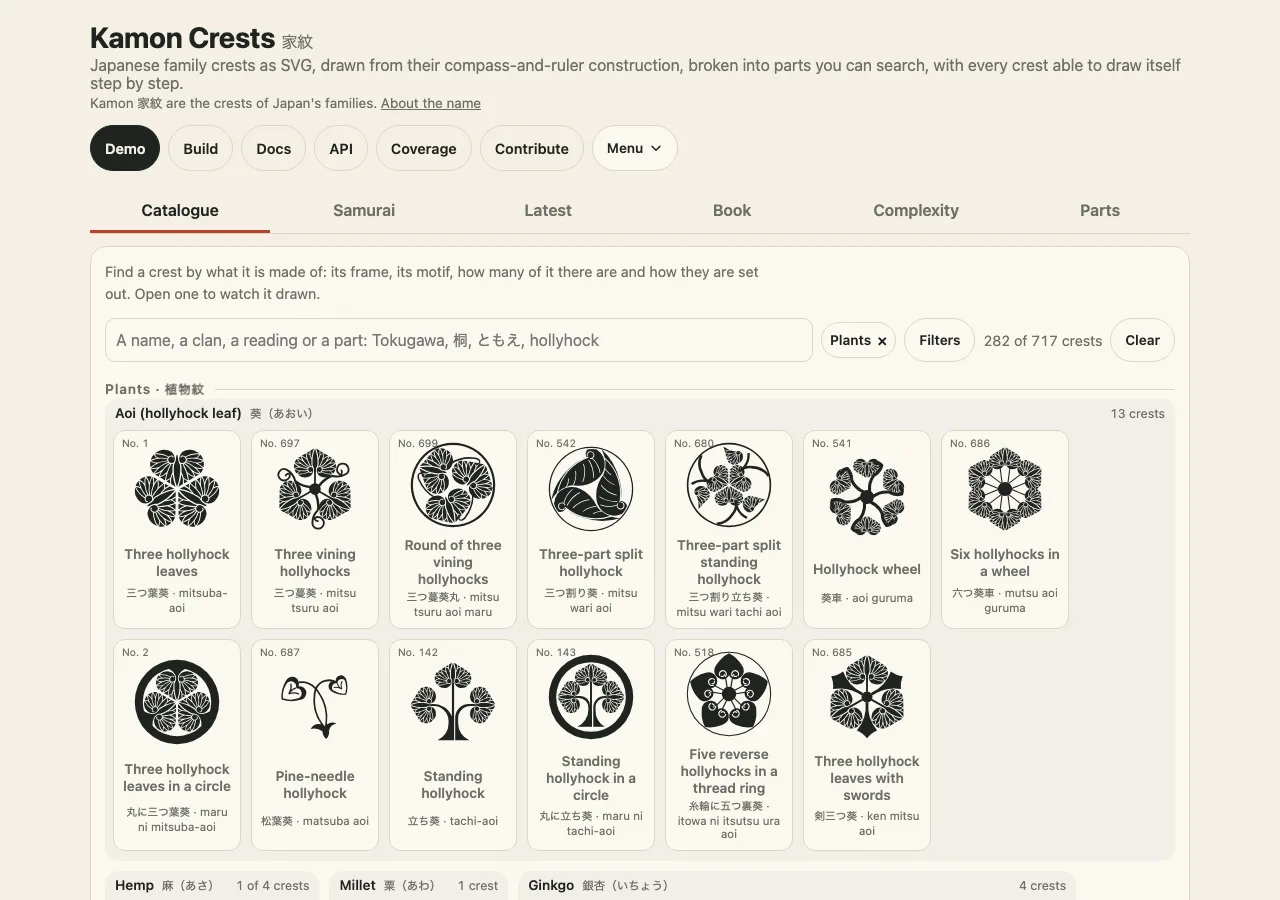 Kamon Crests 家紋
Japanese family crests as SVG, drawn from their compass-and-ruler construction, broken into parts you can search, with every crest able to draw itself
step by step.
Kamon 家紋 are the crests of Japan's families. About the name
Demo Build Docs API Coverage Contribute Menu
Catalogue Samurai Latest Book Complexity Parts
Find a crest by what it is made of: its frame, its motif, how many of it there are and how they are set
out. Open one to watch it drawn.
A name, a clan, a reading or a part: Tokugawa, 桐, ともえ, hollyhock
Plants × Filters 282 of 717 crests Clear
Plants · 植物紋
Aoi (hollyhock leaf) 葵（あおい） 13 crests
No. 1
Three hollyhock
leaves
三つ葉葵 · mitsuba-
aoi
No. 697
Three vining
hollyhocks
三つ蔓葵 · mitsu
tsuru aoi
No. 699
Round of three
vining
hollyhocks
三つ蔓葵丸 · mitsu
tsuru aoi maru
No. 542
Three-part split
hollyhock
三つ割り葵 · mitsu
wari aoi
No. 680
Three-part split
standing
hollyhock
三つ割り立ち葵 ·
mitsu wari tachi aoi
No. 541
Hollyhock wheel
葵車 · aoi guruma
No. 686
Six hollyhocks in
a wheel
六つ葵車 · mutsu aoi
guruma
No. 2
Three hollyhock
leaves in a circle
丸に三つ葉葵 · maru
ni mitsuba-aoi
No. 687
Pine-needle
hollyhock
松葉葵 · matsuba aoi
No. 142
Standing
hollyhock
立ち葵 · tachi-aoi
No. 143
Standing
hollyhock in a
circle
丸に立ち葵 · maru ni
tachi-aoi
No. 518
Five reverse
hollyhocks in a
thread ring
糸輪に五つ裏葵 ·
itowa ni itsutsu ura
aoi
No. 685
Three hollyhock
leaves with
swords
剣三つ葵 · ken mitsu
aoi
Hemp 麻（あさ） 1 of 4 crests
Millet 粟（あわ） 1 crest
Ginkgo 銀杏（いちょう） 4 crests